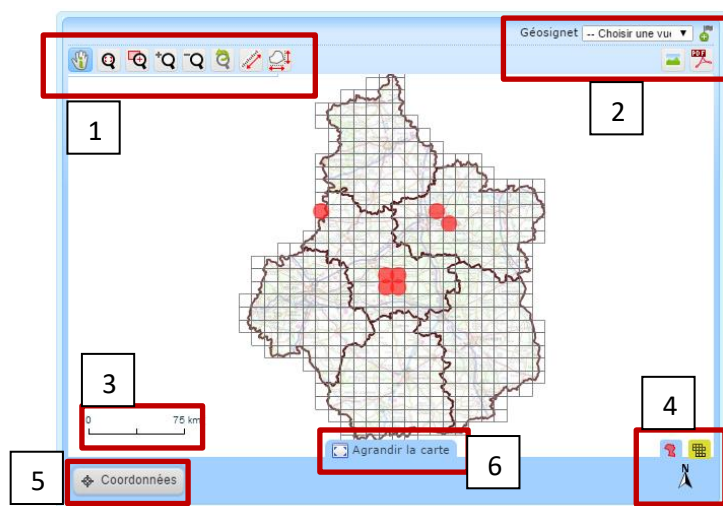 Géosignet -- Choisir une vue
PDF
1
2
3
0 75 km
4
Agrandir la carte
6
N
5
Coordonnées